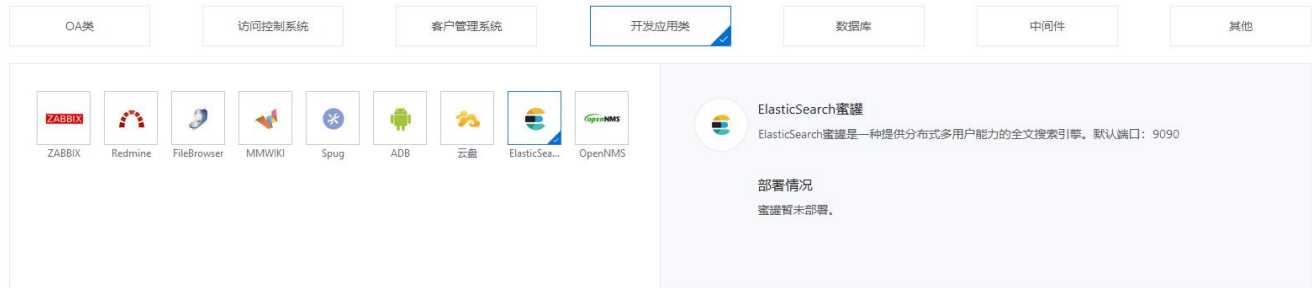 OA类
访问控制系统
客户管理系统
开发应用类
数据库
中间件
其他
ZABBIX
openNMS
ZABBIX
Redmine
FileBrowser
MMWIKI
Spug
ADB
云盘
ElasticSea...
OpenNMS
ElasticSearch蜜罐
ElasticSearch蜜罐是一种提供分布式多用户能力的全文搜索引擎。默认端口：9090
部署情况
蜜罐暂未部署。